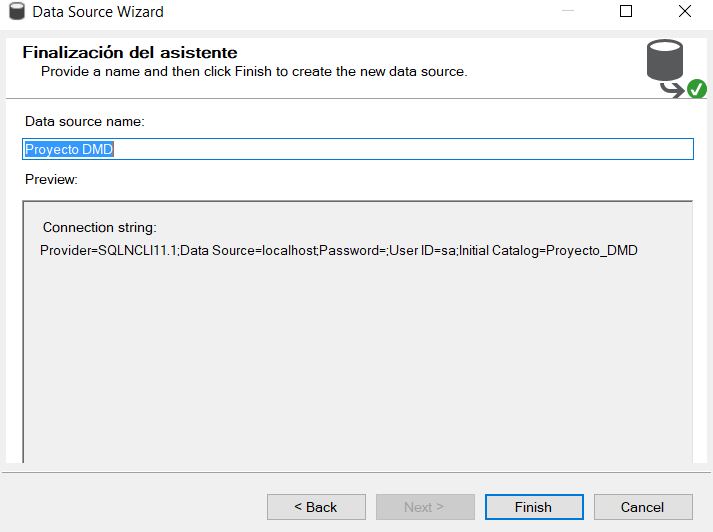 Data Source Wizard
Finalización del asistente
Provide a name and then click Finish to create the new data source.
Data source name:
Proyecto DMD
Preview:
Connection string:
Provider=SQLNCLI11.1;Data Source=localhost;Password=;User ID=sa;Initial Catalog=Proyecto_DMD
< Back
Next >
Finish
Cancel